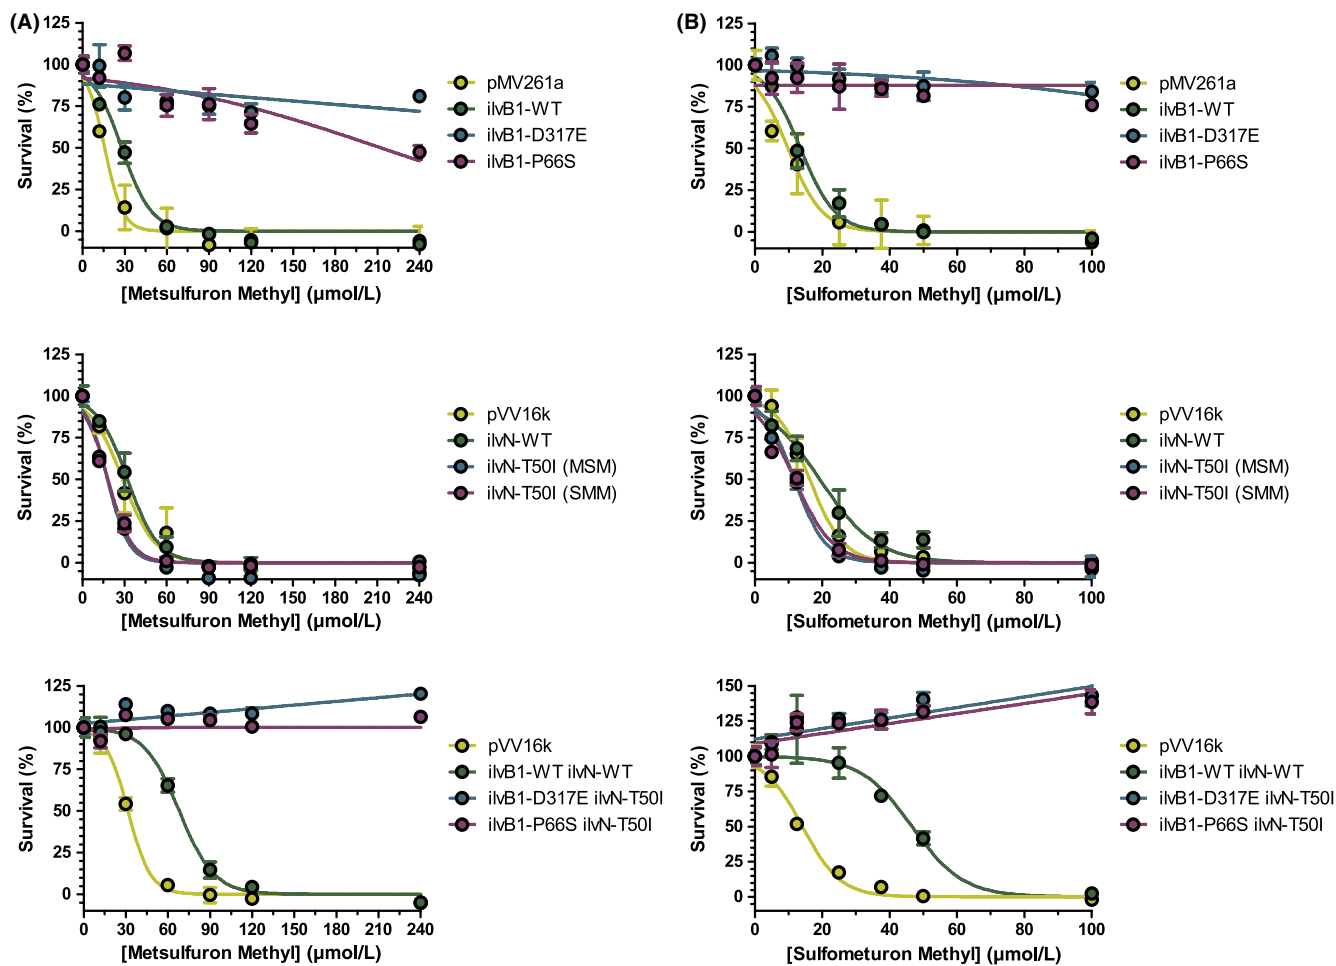 (A)
125
100
75
50
25
0
Survival (%)
0 30 60 90 120 150 180 210 240
[Metsulfuron Methyl] (µmol/L)
pMV261a
ilvB1-WT
ilvB1-D317E
ilvB1-P66S
(B)
125
100
75
50
25
0
Survival (%)
0 20 40 60 80 100
[Sulfometuron Methyl] (µmol/L)
pMV261a
ilvB1-WT
ilvB1-D317E
ilvB1-P66S
125
100
75
50
25
0
Survival (%)
0 30 60 90 120 150 180 210 240
[Metsulfuron Methyl] (µmol/L)
pVV16k
ilvN-WT
ilvN-T50I (MSM)
ilvN-T50I (SMM)
125
100
75
50
25
0
Survival (%)
0 20 40 60 80 100
[Sulfometuron Methyl] (µmol/L)
pVV16k
ilvN-WT
ilvN-T50I (MSM)
ilvN-T50I (SMM)
125
100
75
50
25
0
Survival (%)
0 30 60 90 120 150 180 210 240
[Metsulfuron Methyl] (µmol/L)
pVV16k
ilvB1-WT ilvN-WT
ilvB1-D317E ilvN-T50I
ilvB1-P66S ilvN-T50I
150
125
100
75
50
25
0
Survival (%)
0 20 40 60 80 100
[Sulfometuron Methyl] (µmol/L)
pVV16k
ilvB1-WT ilvN-WT
ilvB1-D317E ilvN-T50I
ilvB1-P66S ilvN-T50I